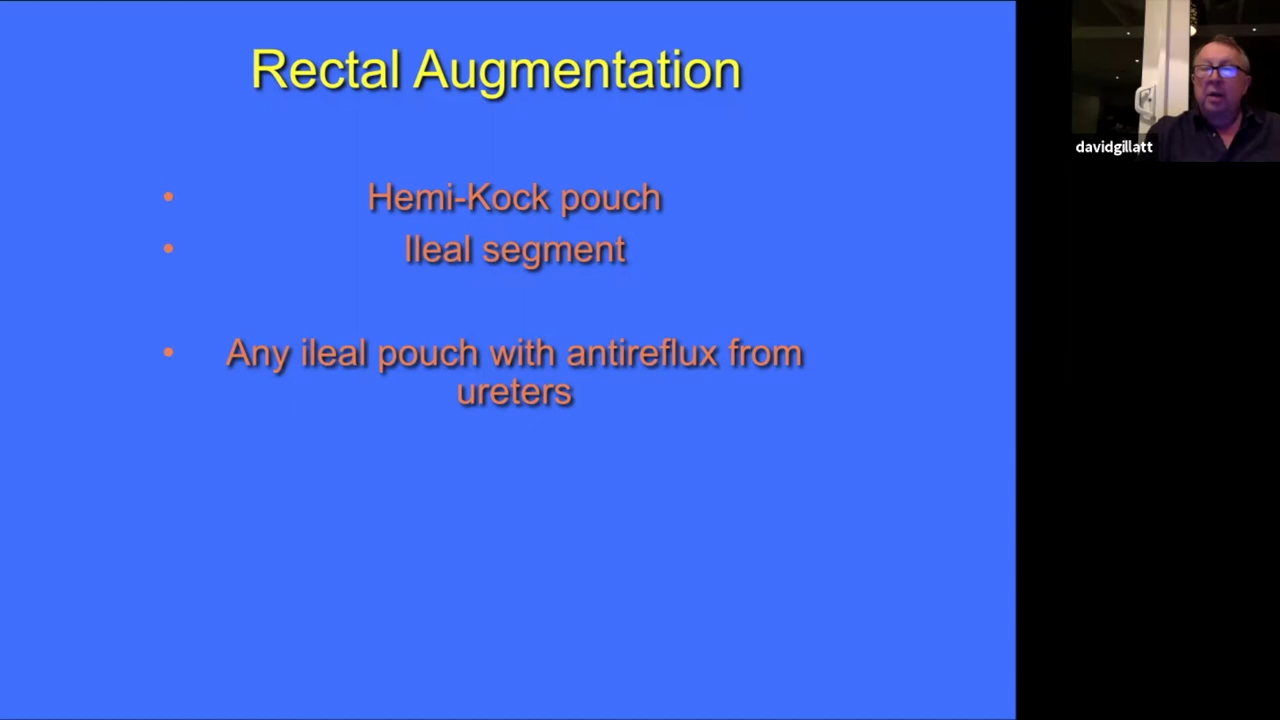 Rectal Augmentation
• Hemi-Kock pouch
• Ileal segment
• Any ileal pouch with antireflux from
ureters
davidgillatt